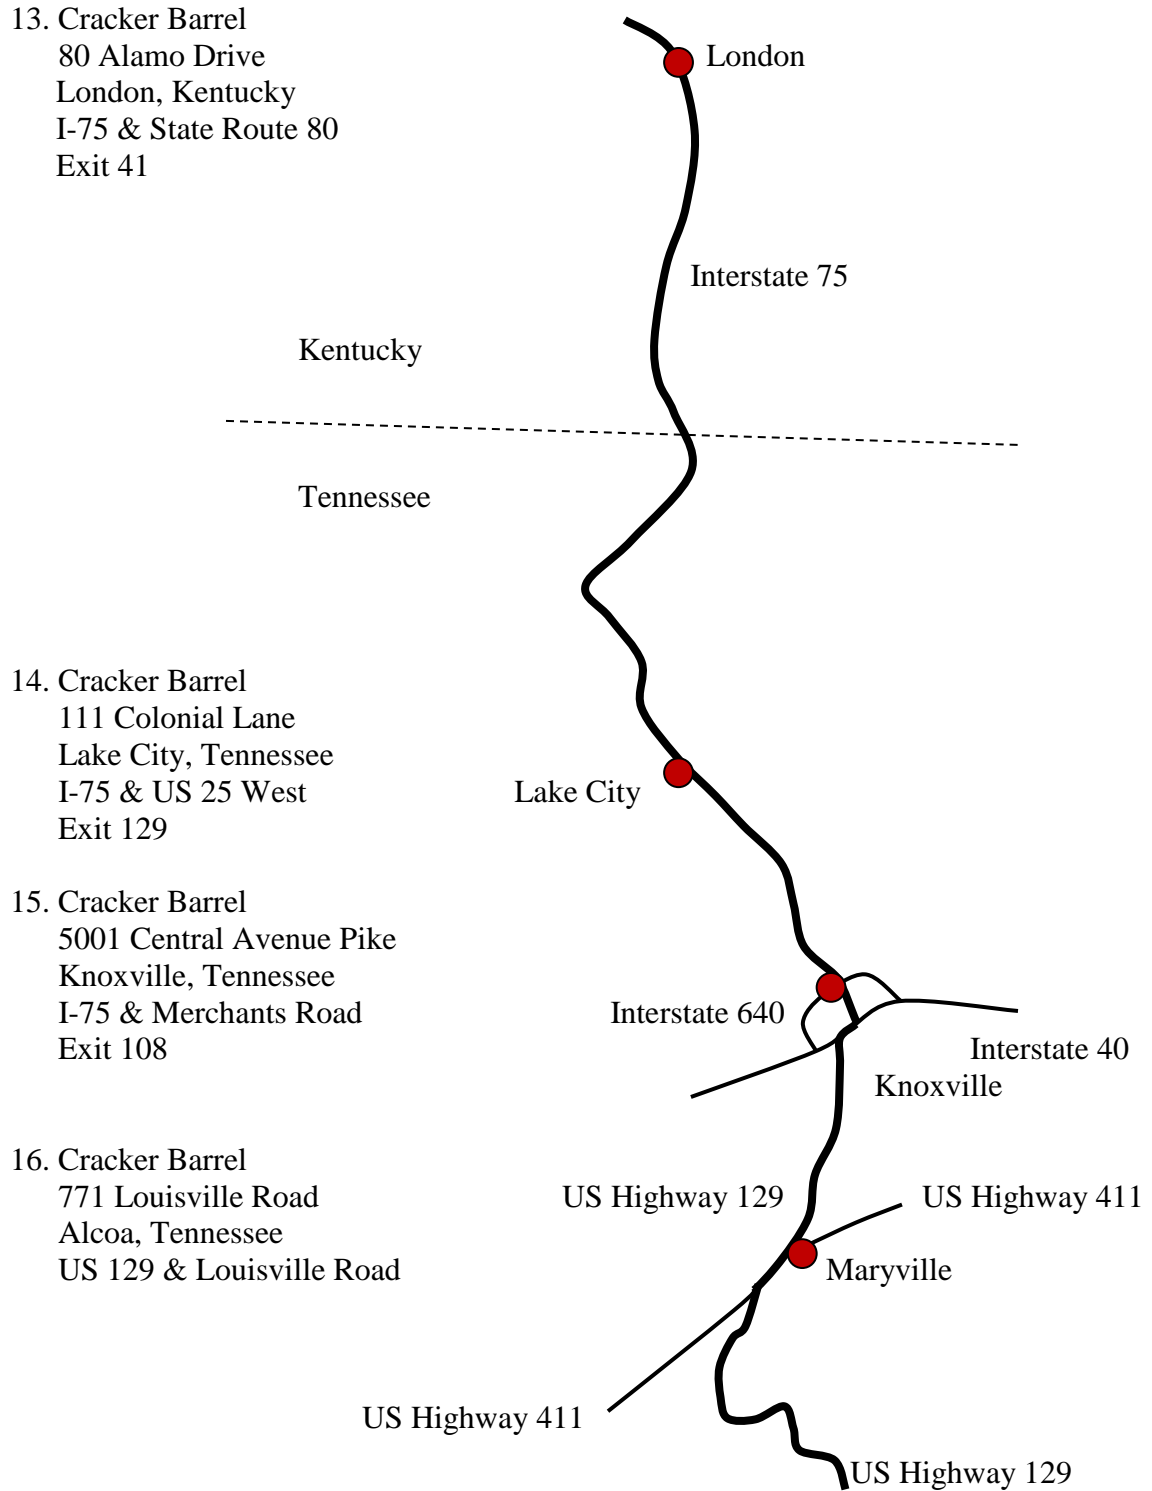 13. Cracker Barrel
80 Alamo Drive
London, Kentucky
I-75 & State Route 80
Exit 41
London
Interstate 75
Kentucky
Tennessee
14. Cracker Barrel
111 Colonial Lane
Lake City, Tennessee
I-75 & US 25 West
Exit 129
Lake City
15. Cracker Barrel
5001 Central Avenue Pike
Knoxville, Tennessee
I-75 & Merchants Road
Exit 108
Interstate 640
Interstate 40
Knoxville
16. Cracker Barrel
771 Louisville Road
Alcoa, Tennessee
US 129 & Louisville Road
US Highway 129
US Highway 411
Maryville
US Highway 411
US Highway 129